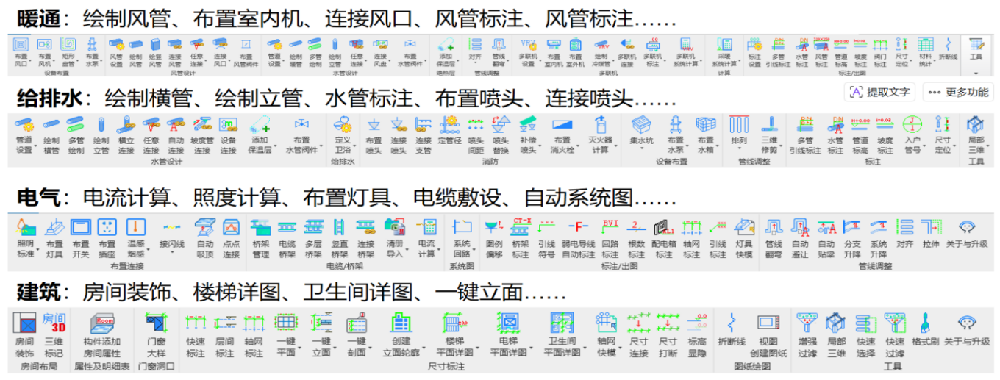 暖通：绘制风管、布置室内机、连接风口、风管标注、风管标注……
布置风口 布置风机 矩形盘管 布置水泵 风管设置 绘制风管 绘竖风管 连接风管 任意连接 连接风口 布置风管阀件 管道设置 绘制暖管 多管绘制 绘制立管 任意连接 连接风盘 布置水管阀件 添加保温层 对齐 管线翻弯 多联机设置 布置室内机 布置室外机 绘制冷媒管 多联机连接 多联机标注 多联机系统计算 采暖系统计算 标注设置 多管引线标注 水管标注 风管标注 管道标高 坡度标注 阀门标注 尺寸定位 材料统计 折断线 工具
设备布置 风管设计 水管设计 绝热层 管线调整 多联机 计算 标注/出图
给排水：绘制横管、绘制立管、水管标注、布置喷头、连接喷头……
提取文字 更多功能
管道设置 绘制横管 多管绘制 绘制立管 横立连接 任意连接 自动连接 坡度管连接 设备连接 添加保温层 布置水管阀件 定义卫浴 布置喷头 连接喷头 连接支管 定管径 喷头间距 喷头替换 补偿喷头 布置消火栓 灭火器计算 集水坑 布置水泵 布置水箱 排列 三维修剪 多管引线标注 水管标注 管道标高 坡度标注 入户管号 尺寸定位 局部三维
水管设计 给排水 消防 设备布置 管线调整 标注 工具
电气：电流计算、照度计算、布置灯具、电缆敷设、自动系统图……
照明标准 布置灯具 布置开关 布置插座 温感烟感 接闪线 自动吸顶 点点连接 桥架管理 电缆桥架 多层桥架 竖直桥架 连接桥架 清册导入 电流计算 系统回路 图例偏移 桥架标注 引线符号 弱电导线自动标注 回路标注 根数标注 配电箱标注 轴网标注 引线标注 灯具快模 管线翻弯 自动避让 自动贴梁 分支升降 系统升降 对齐 拉伸 关于与升级
布置连接 电缆/桥架 系统图 标注/出图 管线调整
建筑：房间装饰、楼梯详图、卫生间详图、一键立面……
房间 3D Room
房间装饰 三维标记 构件添加房间属性 门窗大样 快速标注 层间标注 轴网标注 一键平面 一键立面 一键剖面 创建立面轮廓 楼梯平面详图 电梯平面详图 卫生间平面详图 轴网快模 尺寸连接 尺寸打断 标高显隐 折断线 视图创建图纸 增强过滤 局部三维 快速选择 快速过滤 格式刷 关于与升级
房间布局 属性及明细表 门窗洞口 尺寸标注 图纸绘图 工具